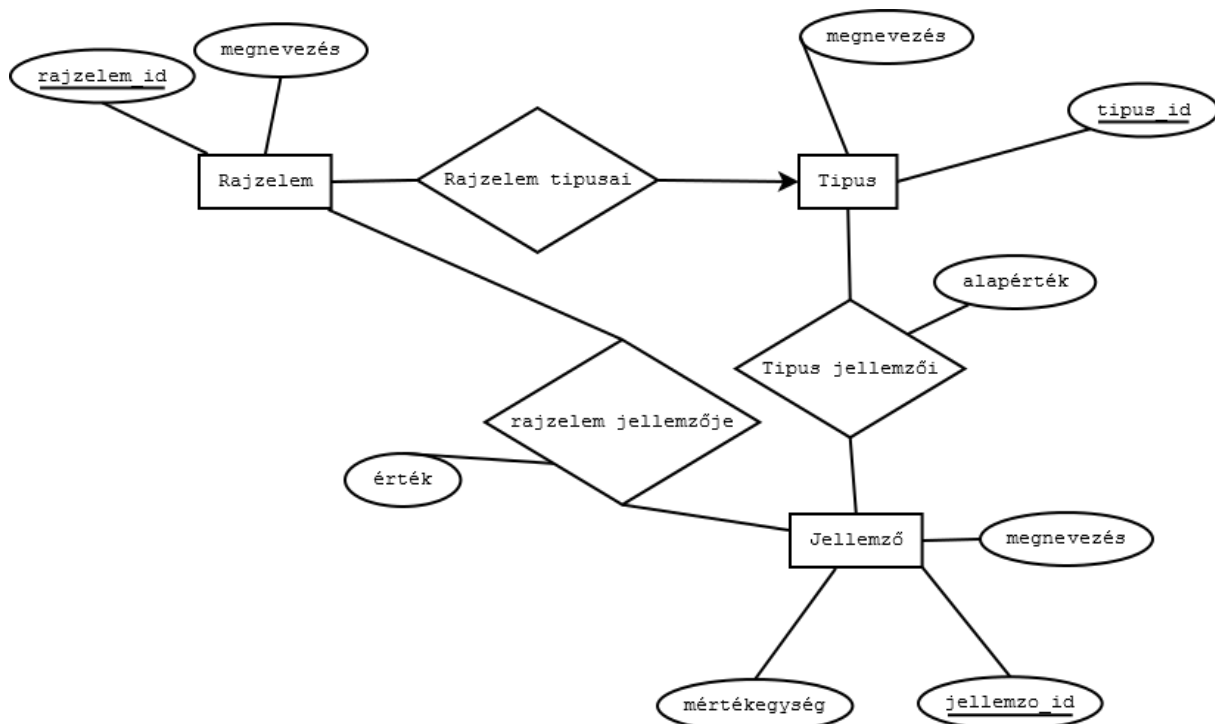 megnevezés
megnevezés
rajzelem_id
tipus_id
Rajzelem
Rajzelem tipusai
Tipus
alapérték
Tipus jellemzői
rajzelem jellemzője
érték
Jellemző
megnevezés
mértékegység
jellemzo_id